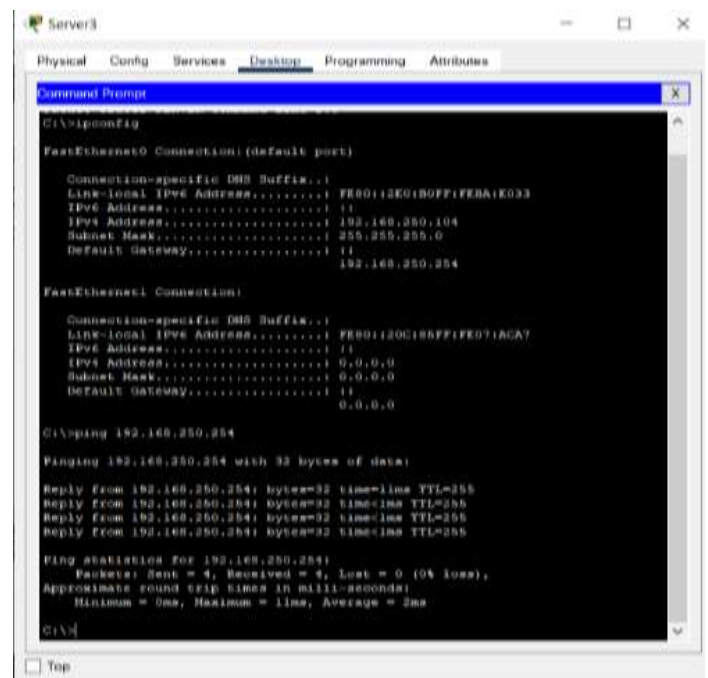 Server3
Physical Config Services Desktop Programming Attributes
Command Prompt
X
C:\>ipconfig
FastEthernet0 Connection:(default port)
Connection-specific DNS Suffix..:
Link-local IPv6 Address.........: FE80::2E0:B0FF:FEBA:E033
IPv6 Address....................: ::
IPv4 Address....................: 192.168.250.104
Subnet Mask.....................: 255.255.255.0
Default Gateway.................: ::
192.168.250.254
FastEthernet1 Connection:
Connection-specific DNS Suffix..:
Link-local IPv6 Address.........: FE80::20C:85FF:FE07:ACA7
IPv6 Address....................: ::
IPv4 Address....................: 0.0.0.0
Subnet Mask.....................: 0.0.0.0
Default Gateway.................: ::
0.0.0.0
C:\>ping 192.168.250.254
Pinging 192.168.250.254 with 32 bytes of data:
Reply from 192.168.250.254: bytes=32 time=11ms TTL=255
Reply from 192.168.250.254: bytes=32 time<1ms TTL=255
Reply from 192.168.250.254: bytes=32 time<1ms TTL=255
Reply from 192.168.250.254: bytes=32 time<1ms TTL=255
Ping statistics for 192.168.250.254:
Packets: Sent = 4, Received = 4, Lost = 0 (0% loss),
Approximate round trip times in milli-seconds:
Minimum = 0ms, Maximum = 11ms, Average = 2ms
C:\>
Top